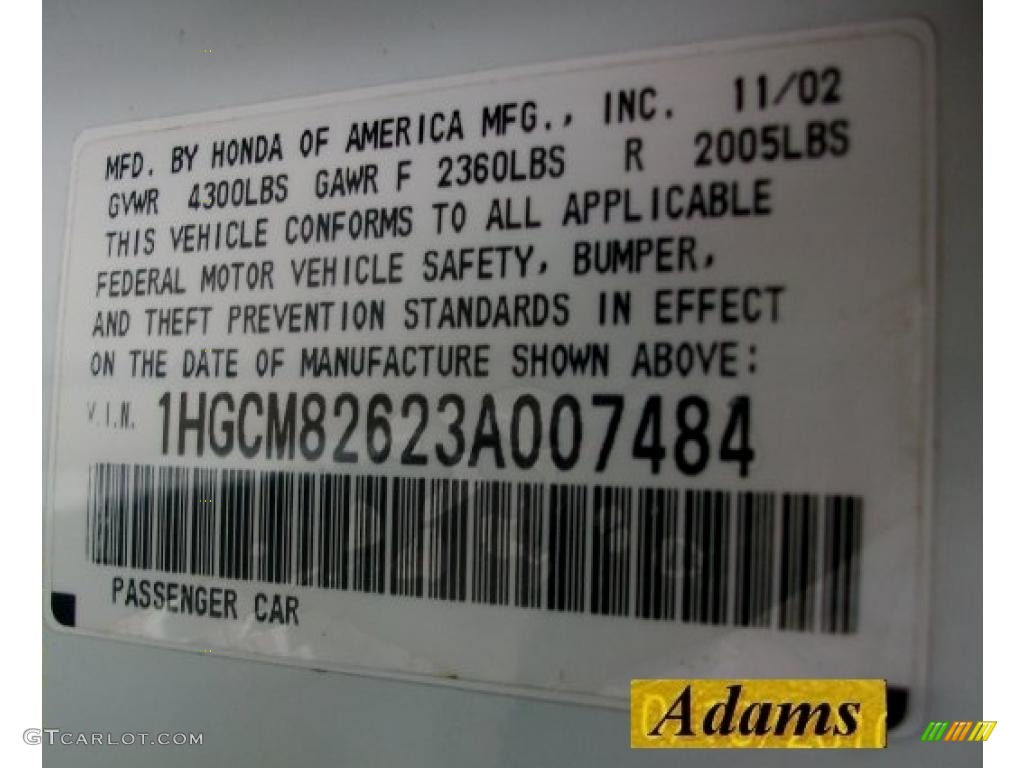 MFD. BY HONDA OF AMERICA MFG., INC. 11/02
GVWR 4300LBS GAWR F 2360LBS R 2005LBS
THIS VEHICLE CONFORMS TO ALL APPLICABLE
FEDERAL MOTOR VEHICLE SAFETY, BUMPER,
AND THEFT PREVENTION STANDARDS IN EFFECT
ON THE DATE OF MANUFACTURE SHOWN ABOVE:
V.I.N. 1HGCM82623A007484
PASSENGER CAR
Adams
GTCARLOT.COM